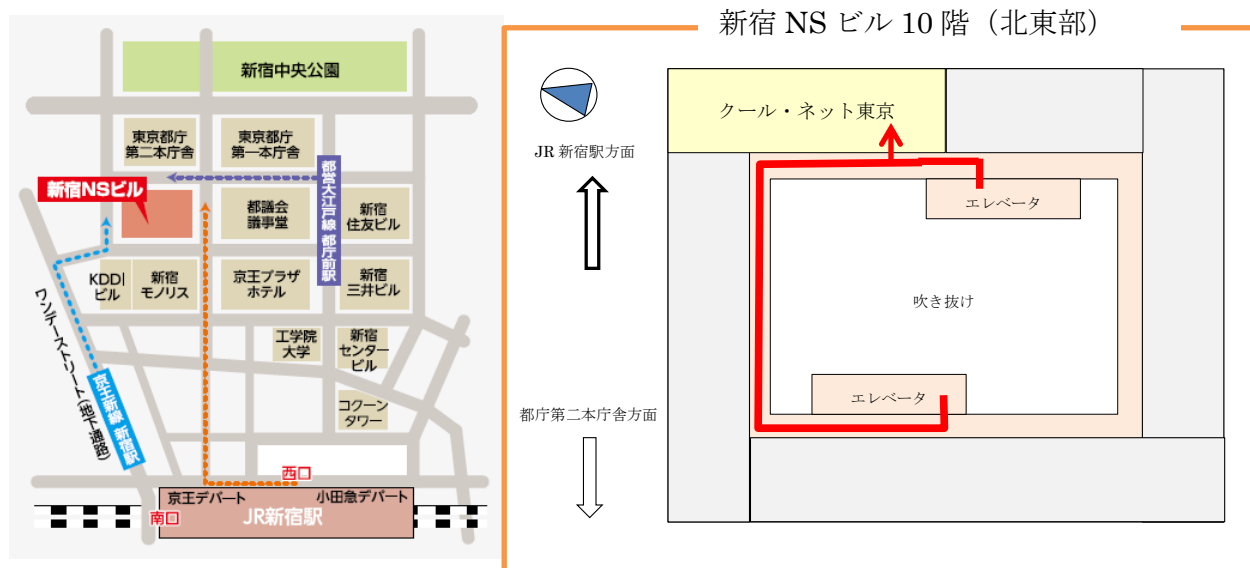 新宿中央公園
東京都庁
第二本庁舎
東京都庁
第一本庁舎
新宿NSビル
都議会
議事堂
都営大江戸線 都庁前駅
新宿
住友ビル
KDDI
ビル
新宿
モノリス
京王プラザ
ホテル
新宿
三井ビル
ワンデーストリート(地下通路)
工学院
大学
新宿
センター
ビル
京王新線 新宿駅
コクーン
タワー
西口
京王デパート
小田急デパート
南口
JR新宿駅
新宿 NS ビル 10 階（北東部）
JR 新宿駅方面
都庁第二本庁舎方面
クール・ネット東京
エレベータ
吹き抜け
エレベータ